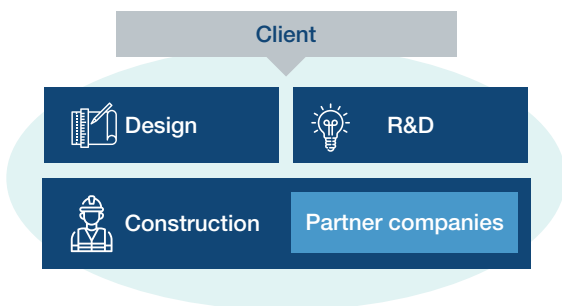 Client
Design
R&D
Construction
Partner companies